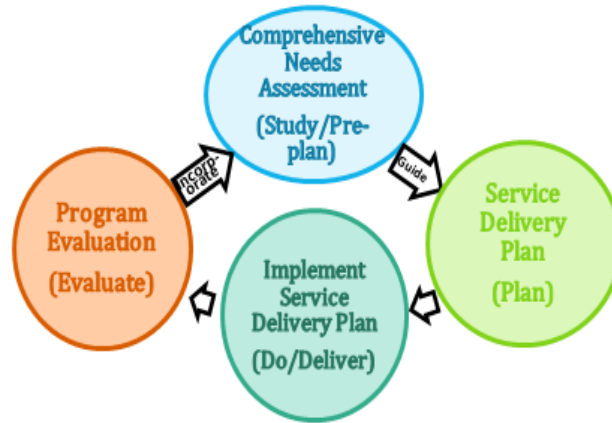 Comprehensive
Needs
Assessment
(Study/Pre-
plan)
Guide
Service
Delivery
Plan
(Plan)
Implement
Service
Delivery Plan
(Do/Deliver)
Program
Evaluation
(Evaluate)
ncorp-
orate